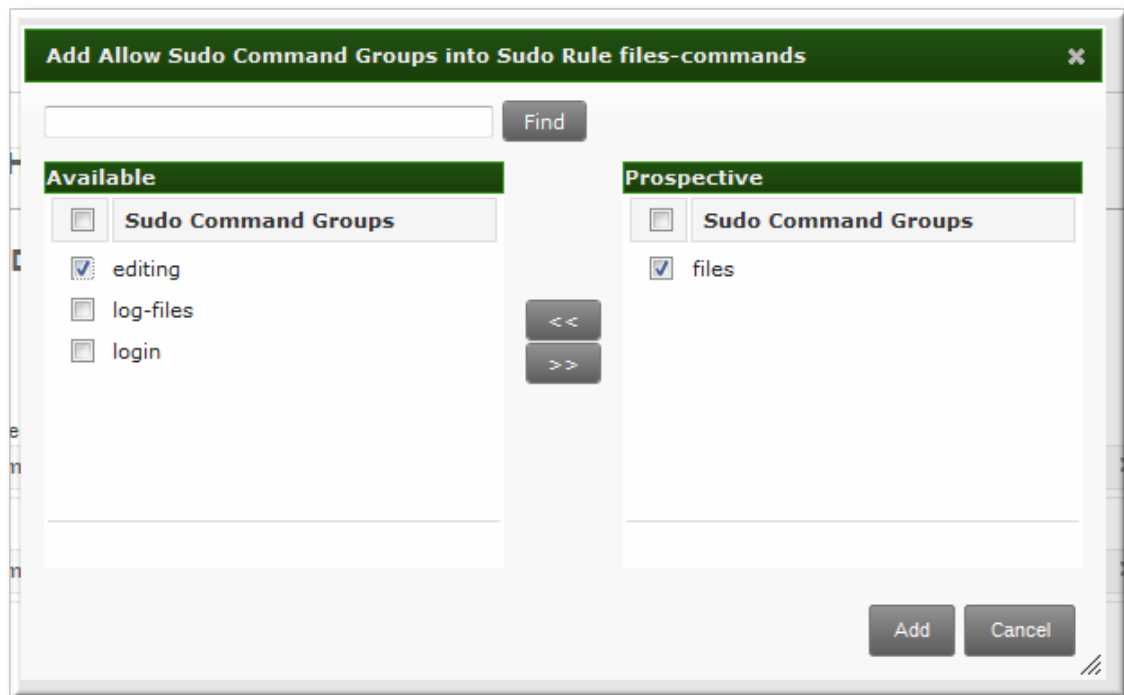 Add Allow Sudo Command Groups into Sudo Rule files-commands
Find
Available
Sudo Command Groups
editing
log-files
login
<<
>>
Prospective
Sudo Command Groups
files
Add Cancel